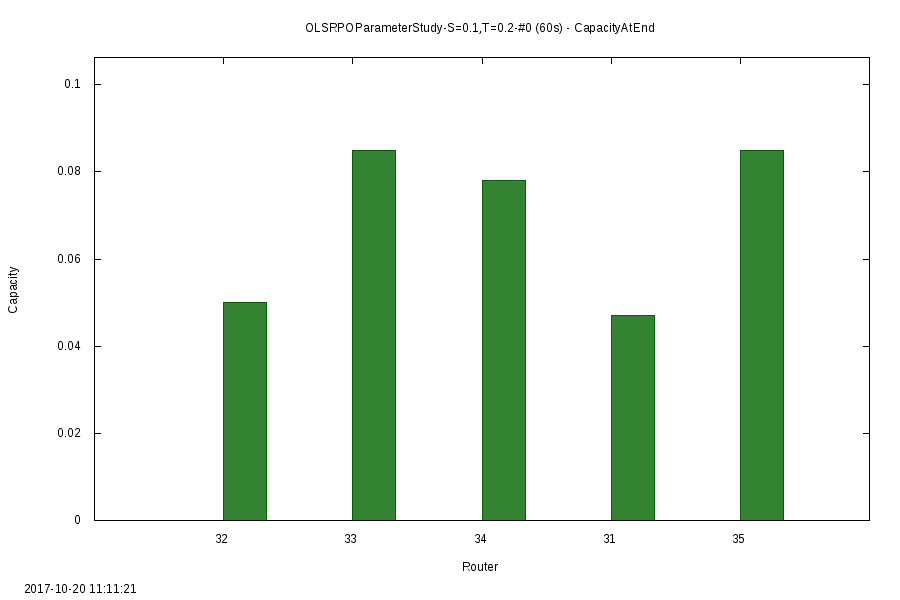 OLSRPOParameterStudy-S=0.1,T=0.2-#0 (60s) - CapacityAtEnd
0.1
0.08
0.06
0.04
0.02
0
Capacity
32 33 34 31 35
Router
2017-10-20 11:11:21